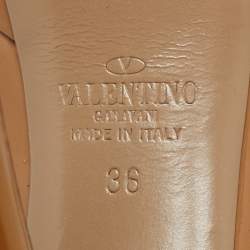 VALENTINO
GARAVANI
MADE IN ITALY
36